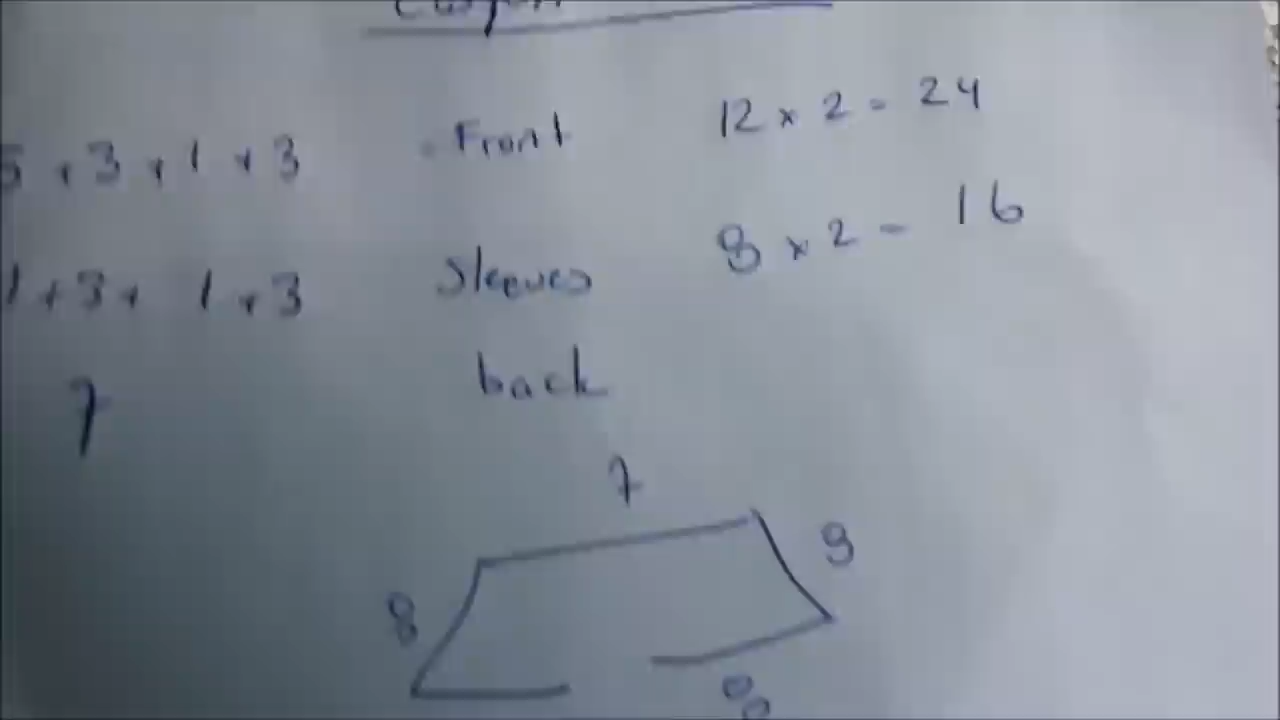 5 + 3 + 1 + 3 Front 12 x 2 = 24
1 + 3 + 1 + 3 Sleeves 8 x 2 = 16
7 back
7
8 8
8